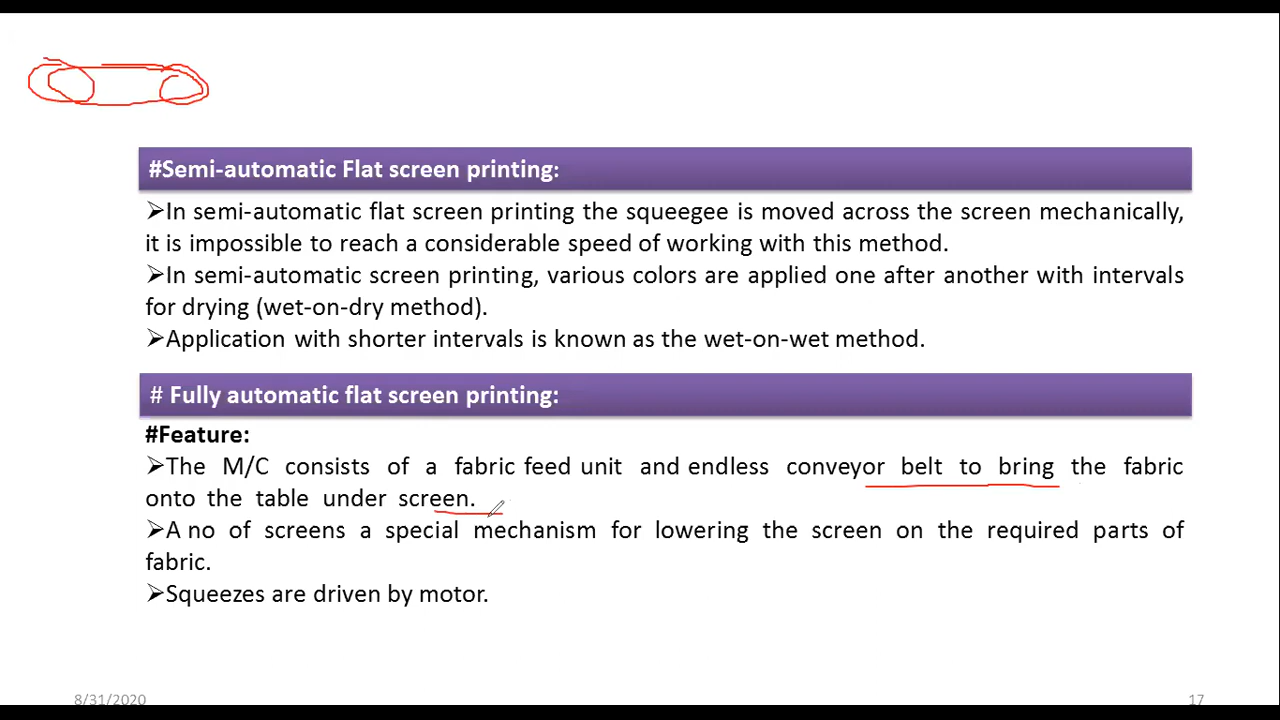 #Semi-automatic Flat screen printing:
➢In semi-automatic flat screen printing the squeegee is moved across the screen mechanically,
it is impossible to reach a considerable speed of working with this method.
➢In semi-automatic screen printing, various colors are applied one after another with intervals
for drying (wet-on-dry method).
➢Application with shorter intervals is known as the wet-on-wet method.
# Fully automatic flat screen printing:
#Feature:
➢The M/C consists of a fabric feed unit and endless conveyor belt to bring the fabric
onto the table under screen.
➢A no of screens a special mechanism for lowering the screen on the required parts of
fabric.
➢Squeezes are driven by motor.
8/31/2020
17